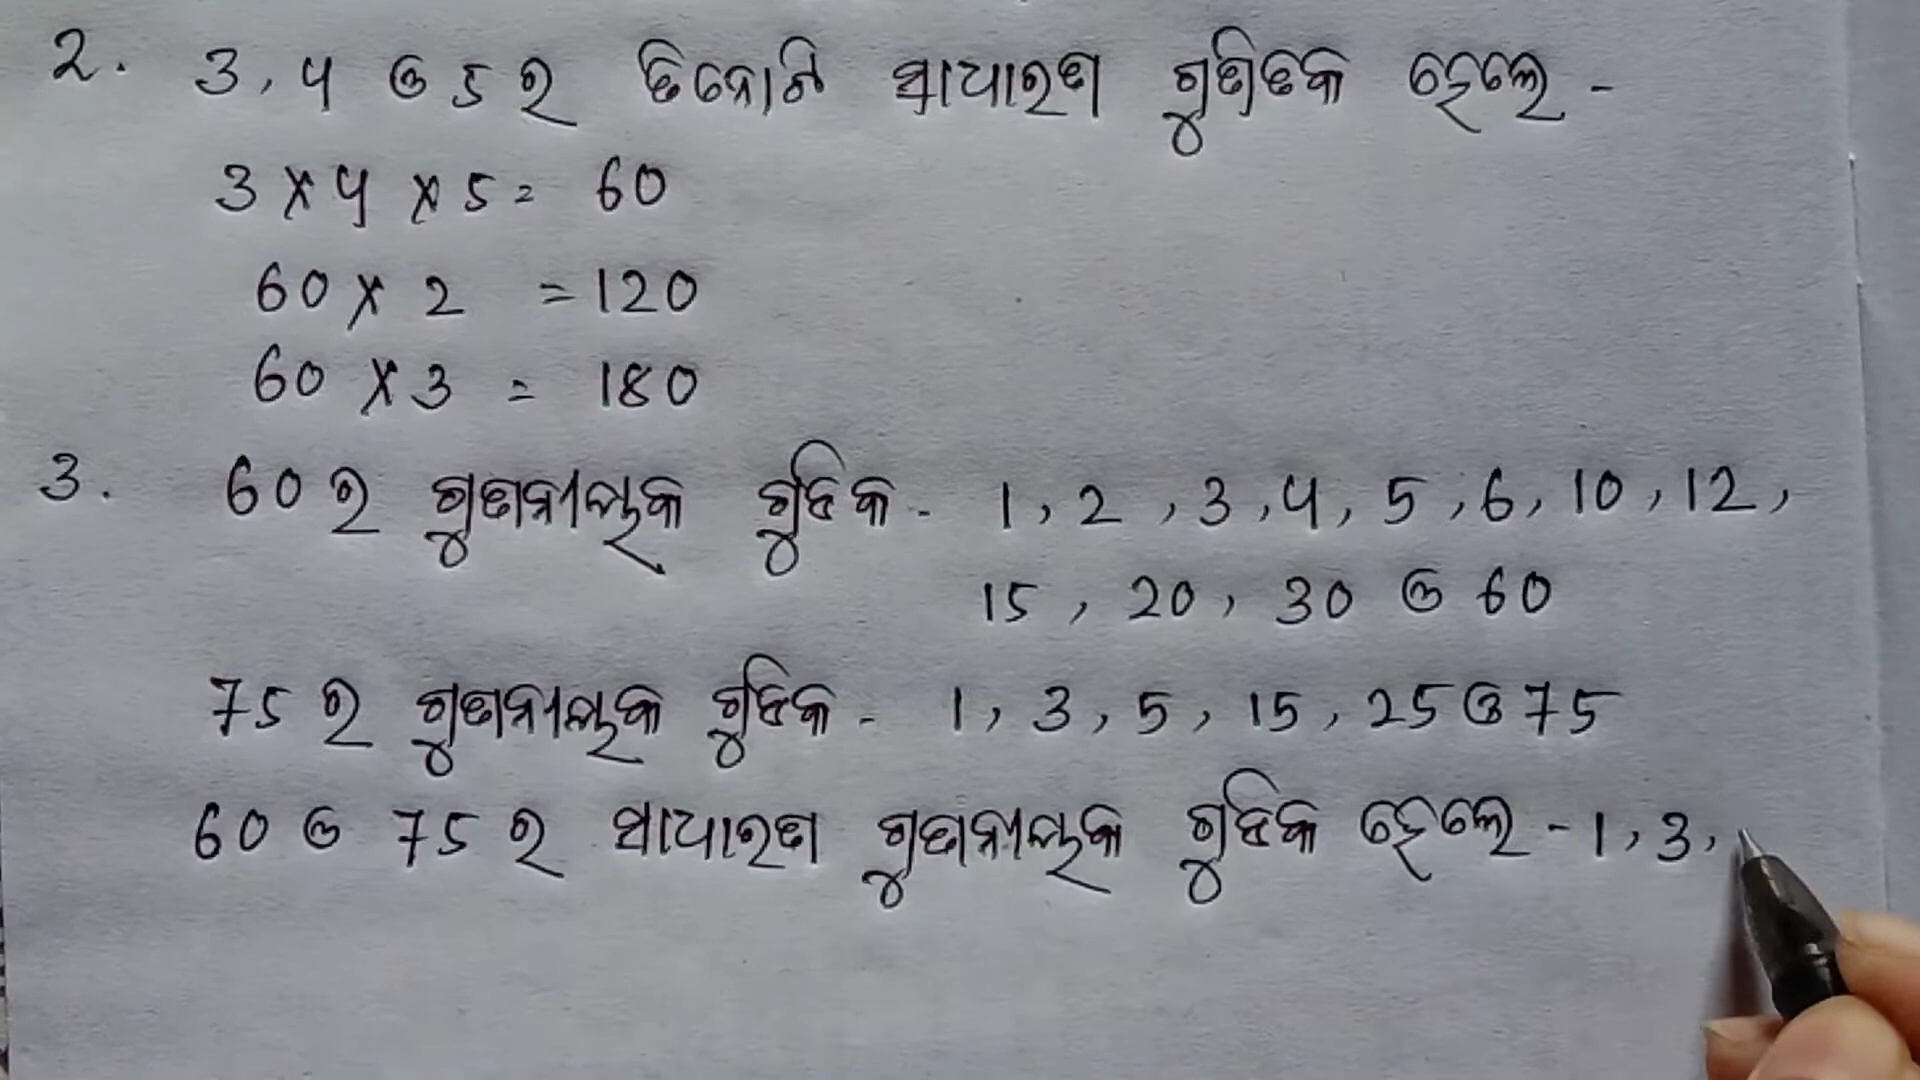 2. 3, 4 ଓ 5 ର ତିନୋଟି ସାଧାରଣ ଗୁଣିତକ ହେଲେ -
3 x 4 x 5 = 60
60 x 2 = 120
60 x 3 = 180
3. 60 ର ଗୁଣନୀୟକ ଗୁଡିକ - 1, 2, 3, 4, 5, 6, 10, 12,
15, 20, 30 ଓ 60
75 ର ଗୁଣନୀୟକ ଗୁଡିକ - 1, 3, 5, 15, 25 ଓ 75
60 ଓ 75 ର ସାଧାରଣ ଗୁଣନୀୟକ ଗୁଡିକ ହେଲେ - 1, 3,